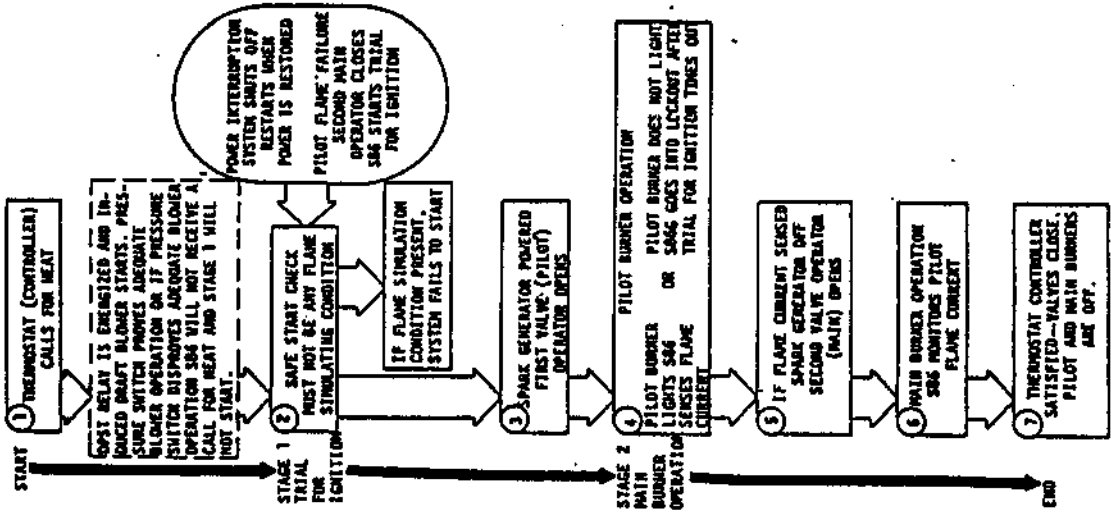 START
1 THERMOSTAT (CONTROLLER)
CALLS FOR HEAT
DPST RELAY IS ENERGIZED AND IN-
DUCED DRAFT BLOWER STARTS. PRES-
SURE SWITCH PROVES ADEQUATE
BLOWER OPERATION OR IF PRESSURE
SWITCH DISPROVES ADEQUATE BLOWER
OPERATION S86 WILL NOT RECEIVE A
CALL FOR HEAT AND STAGE 1 WILL
NOT START.
POWER INTERRUPTION
SYSTEM SHUTS OFF
RESTARTS WHEN
POWER IS RESTORED
PILOT FLAME FAILURE
SECOND MAIN
OPERATOR CLOSES
S86 STARTS TRIAL
FOR IGNITION
STAGE 1
TRIAL
FOR
IGNITION
2 SAFE START CHECK
MUST NOT BE ANY FLAME
SIMULATING CONDITION
IF FLAME SIMULATION
CONDITION PRESENT,
SYSTEM FAILS TO START
3 SPARK GENERATOR POWERED
FIRST VALVE (PILOT)
OPERATOR OPENS
STAGE 2
MAIN
BURNER
OPERATION
4 PILOT BURNER OPERATION
PILOT BURNER
LIGHTS S86
SENSES FLAME
CURRENT
OR
PILOT BURNER DOES NOT LIGHT
S86G GOES INTO LOCKOUT AFTER
TRIAL FOR IGNITION TIMES OUT
5 IF FLAME CURRENT SENSED
SPARK GENERATOR OFF
SECOND VALVE OPERATOR
(MAIN) OPENS
6 MAIN BURNER OPERATION
S86 MONITORS PILOT
FLAME CURRENT
END
7 THERMOSTAT CONTROLLER
SATISFIED-VALVES CLOSE.
PILOT AND MAIN BURNERS
ARE OFF.